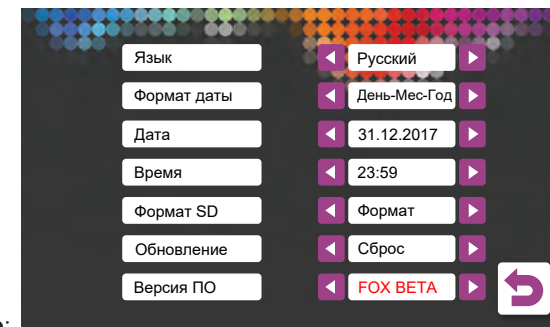 Язык Русский
Формат даты День-Мес-Год
Дата 31.12.2017
Время 23:59
Формат SD Формат
Обновление Сброс
Версия ПО FOX BETA